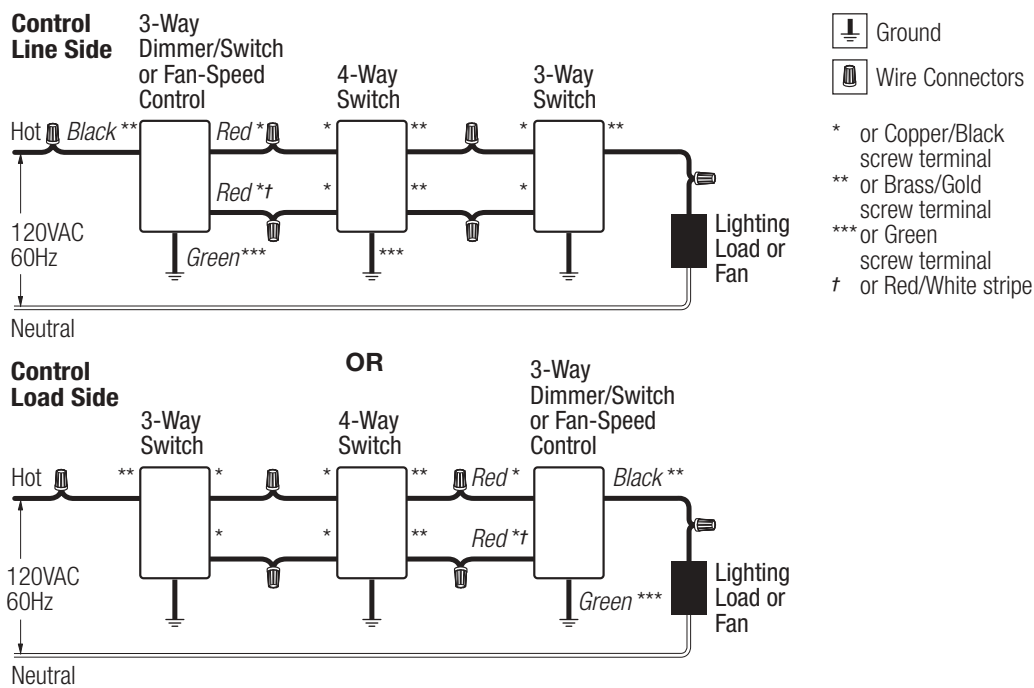 Control
Line Side
3-Way
Dimmer/Switch
or Fan-Speed
Control
4-Way
Switch
3-Way
Switch
Hot
Black **
Red *
*
**
*
**
Red *†
*
**
*
120VAC
60Hz
Green***
***
Lighting
Load or
Fan
Neutral
Ground
Wire Connectors
* or Copper/Black
screw terminal
** or Brass/Gold
screw terminal
*** or Green
screw terminal
† or Red/White stripe
OR
Control
Load Side
3-Way
Switch
4-Way
Switch
3-Way
Dimmer/Switch
or Fan-Speed
Control
Hot
**
*
*
**
Red *
Black **
*
*
**
Red *†
120VAC
60Hz
Green ***
Lighting
Load or
Fan
Neutral